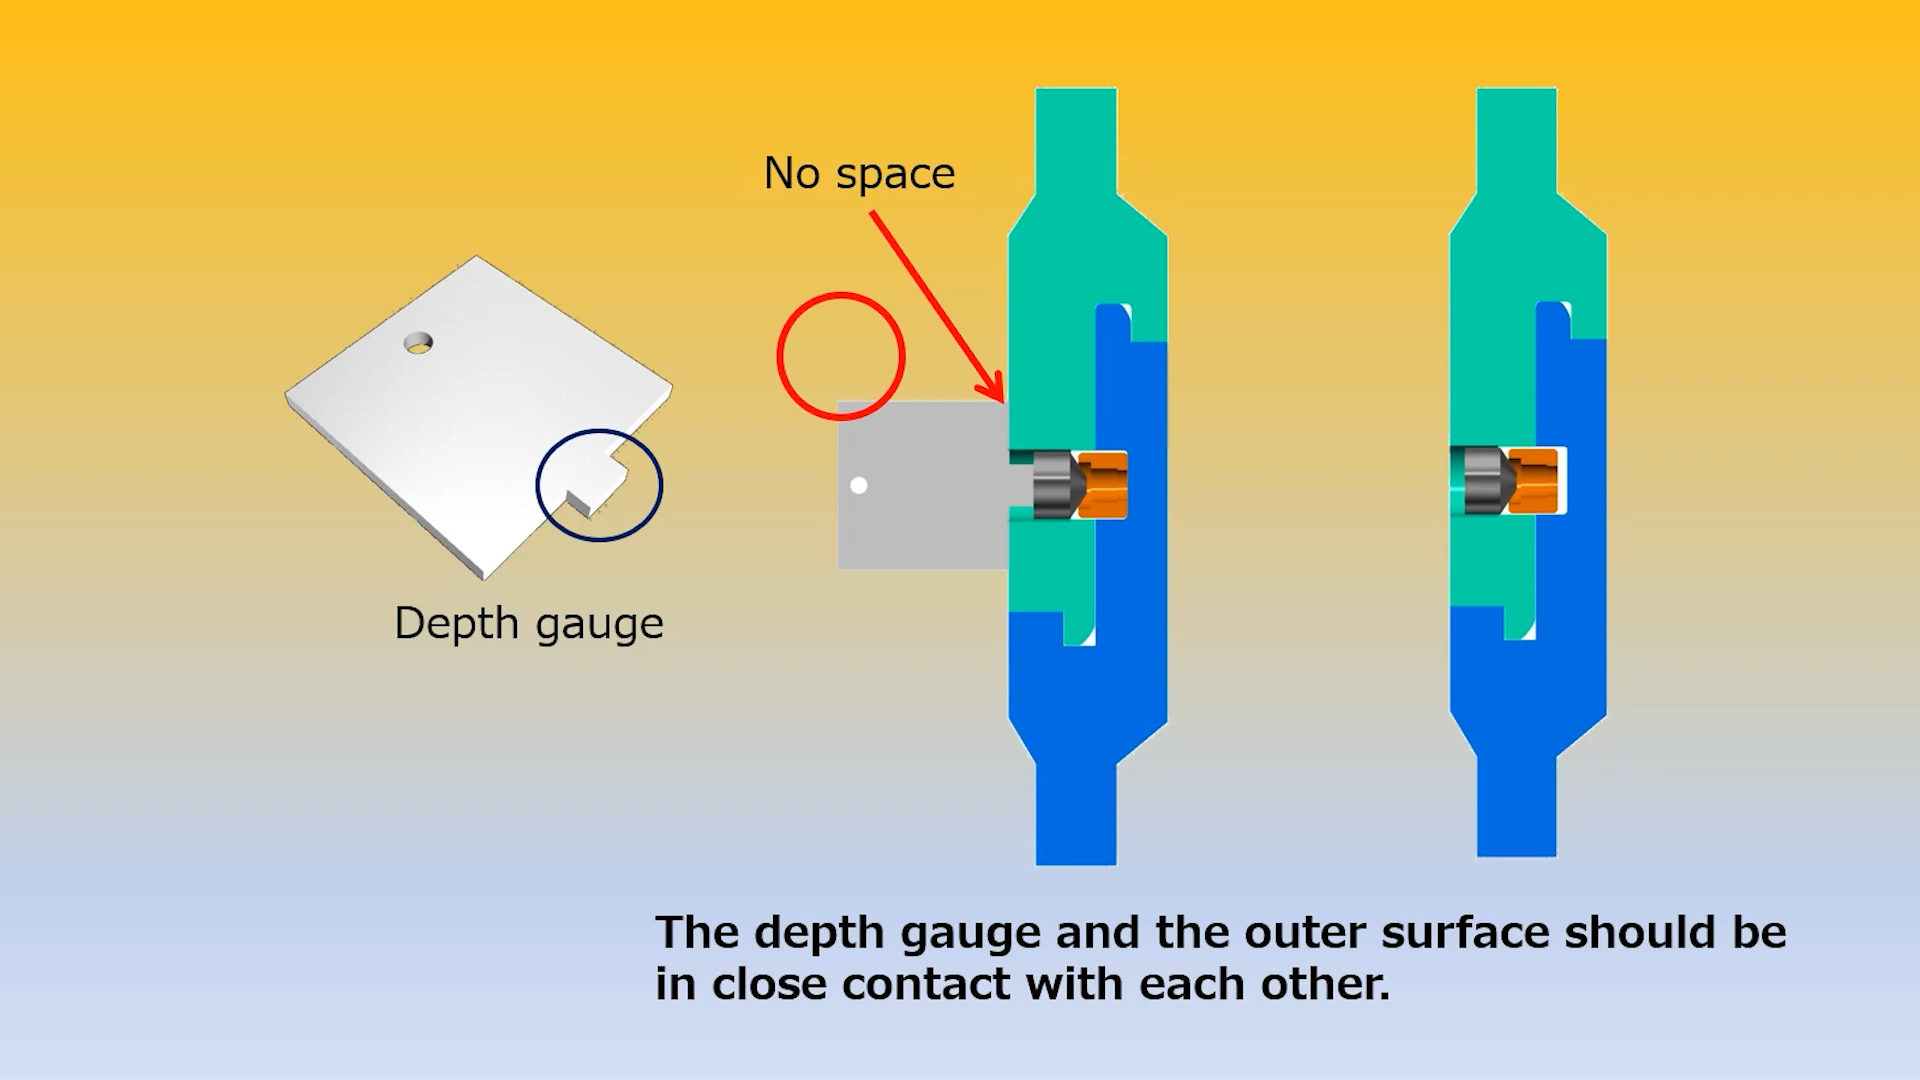 No space
Depth gauge
The depth gauge and the outer surface should be
in close contact with each other.